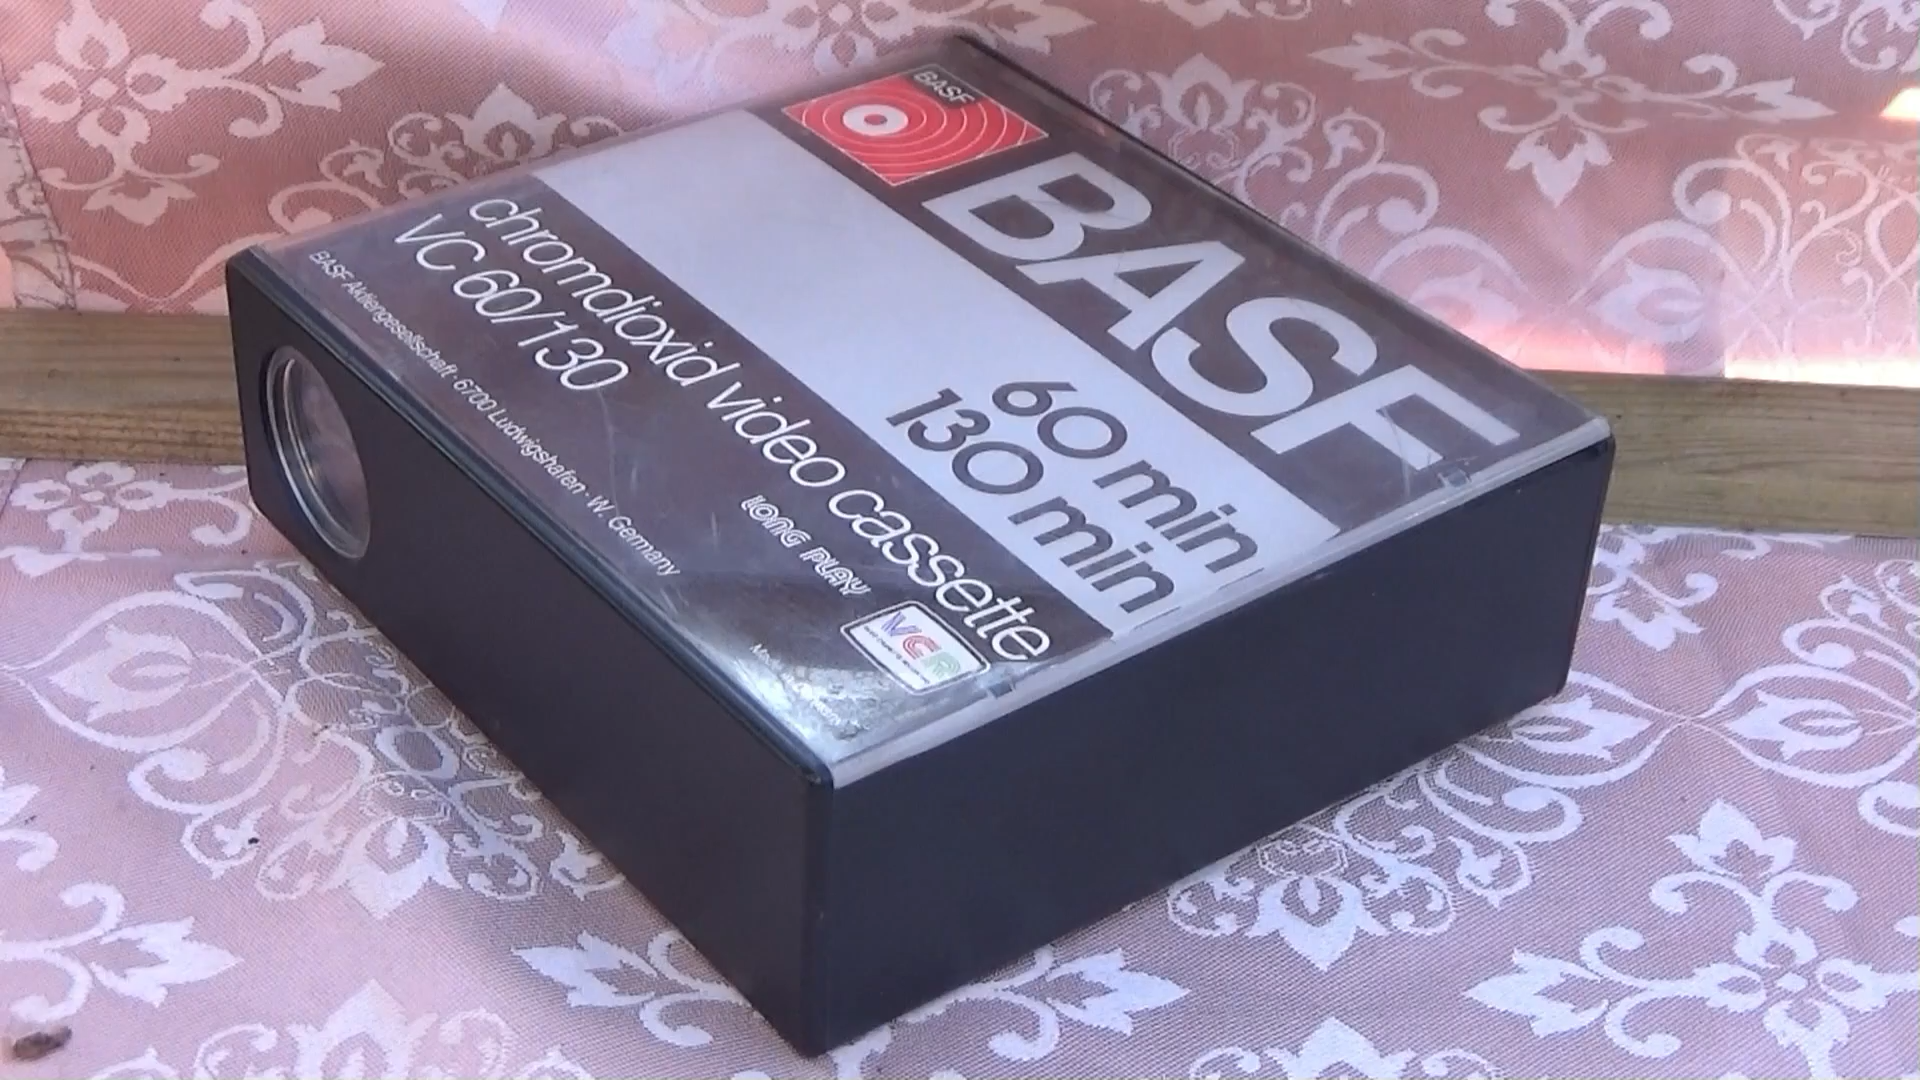 BASF
BASF
60 min
130 min
chromdioxid video cassette
VC 60/130
LONG PLAY
VCR
BASF Aktiengesellschaft · 6700 Ludwigshafen · W. Germany